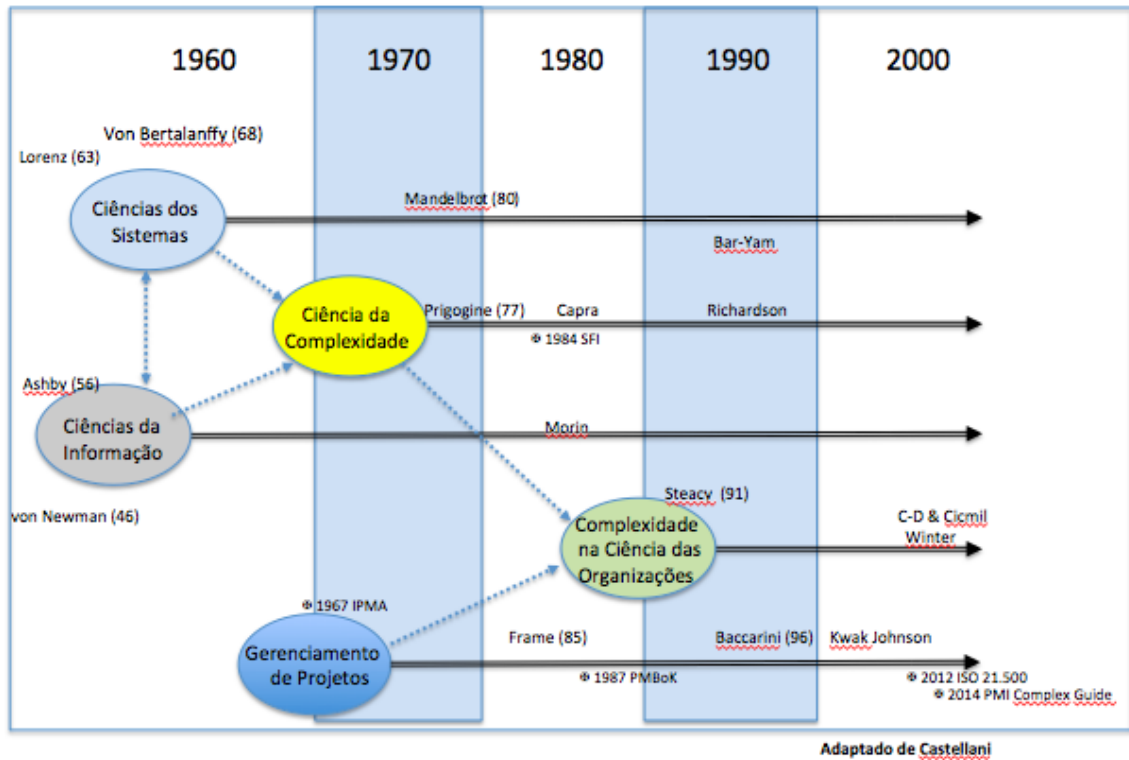 1960 1970 1980 1990 2000
Von Bertalanffy (68)
Lorenz (63)
Ciências dos
Sistemas
Mandelbrot (80)
Bar-Yam
Ciência da
Complexidade
Prigogine (77)
Capra
Richardson
✠ 1984 SFI
Ashby (56)
Ciências da
Informação
Morin
von Newman (46)
Steacy (91)
Complexidade
na Ciência das
Organizações
C-D & Cicmil
Winter
✠ 1967 IPMA
Gerenciamento
de Projetos
Frame (85)
Baccarini (96)
Kwak Johnson
✠ 1987 PMBoK
✠ 2012 ISO 21.500
✠ 2014 PMI Complex Guide
Adaptado de Castellani